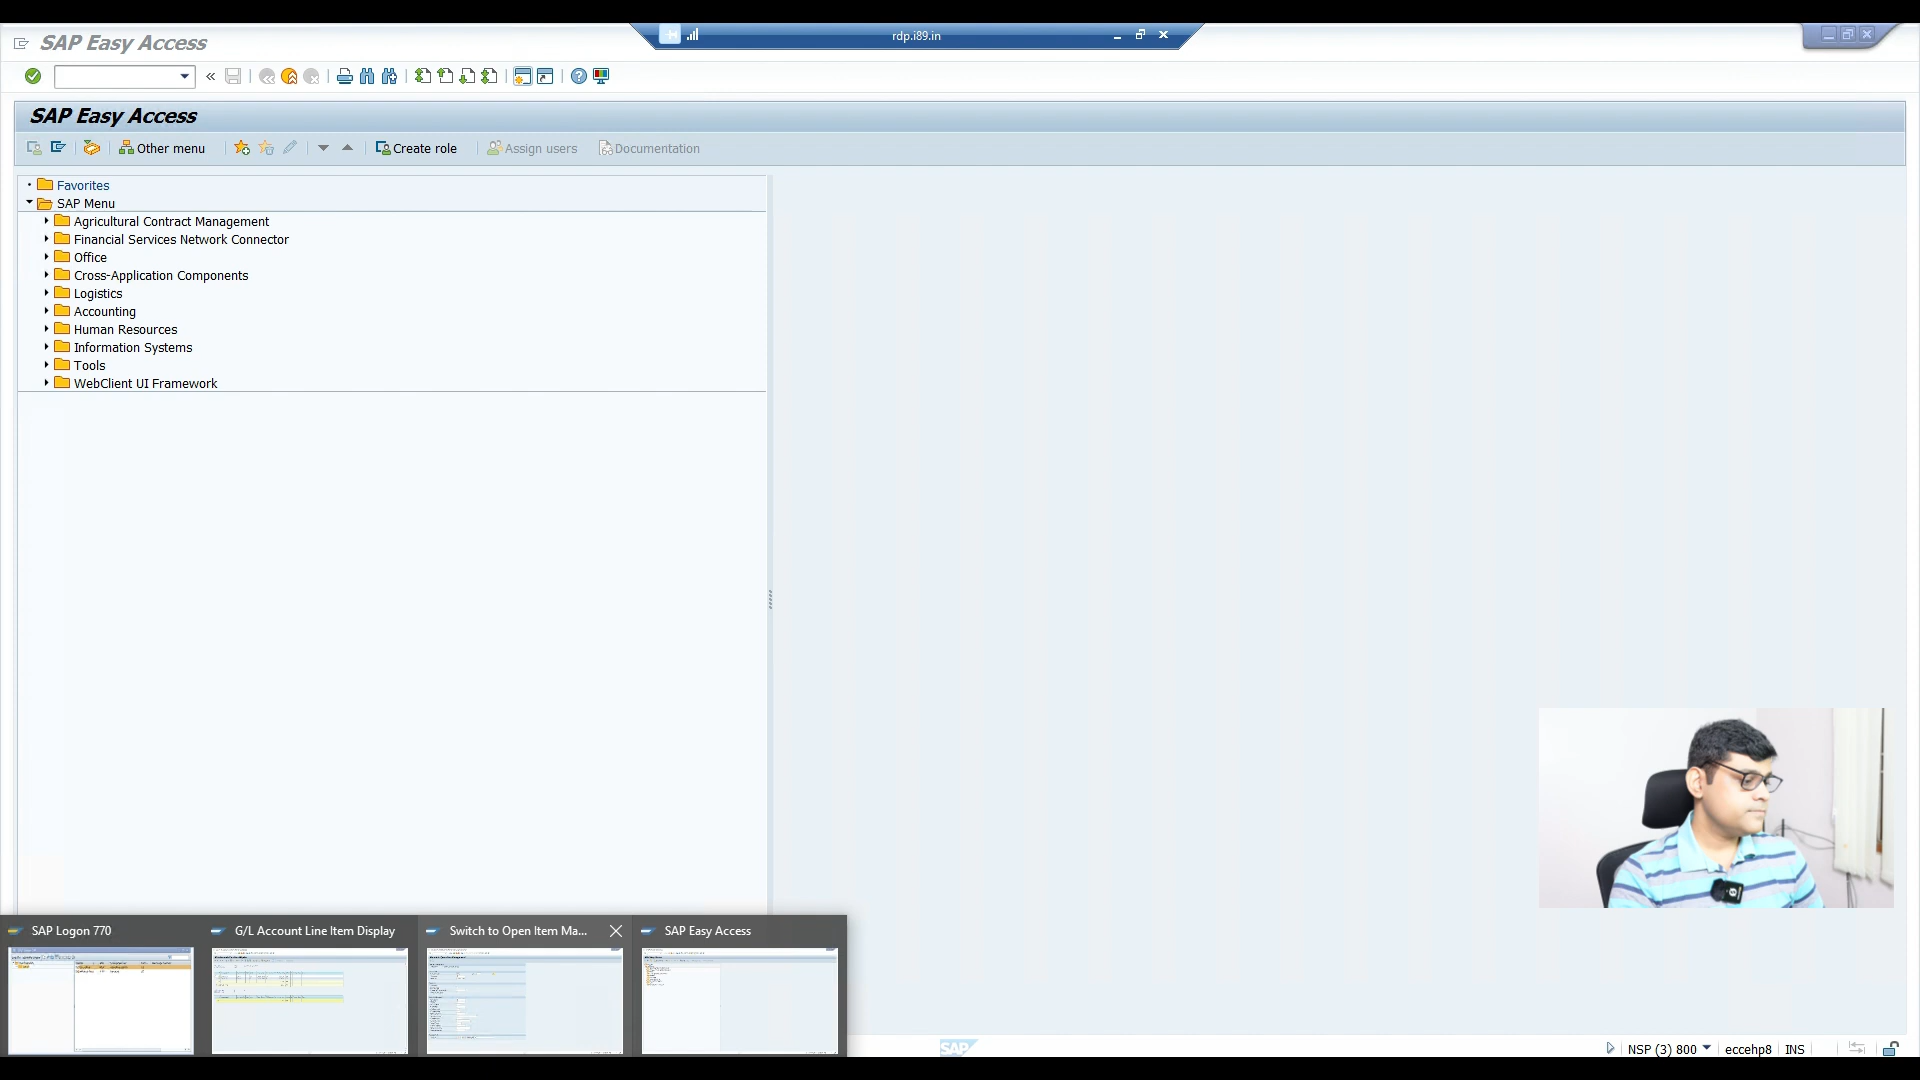 SAP Easy Access
rdp.i89.in
SAP Easy Access
Other menu
Create role
Assign users
Documentation
Favorites
SAP Menu
Agricultural Contract Management
Financial Services Network Connector
Office
Cross-Application Components
Logistics
Accounting
Human Resources
Information Systems
Tools
WebClient UI Framework
SAP Logon 770
G/L Account Line Item Display
Switch to Open Item Ma...
SAP Easy Access
SAP
NSP (3) 800
eccehp8
INS